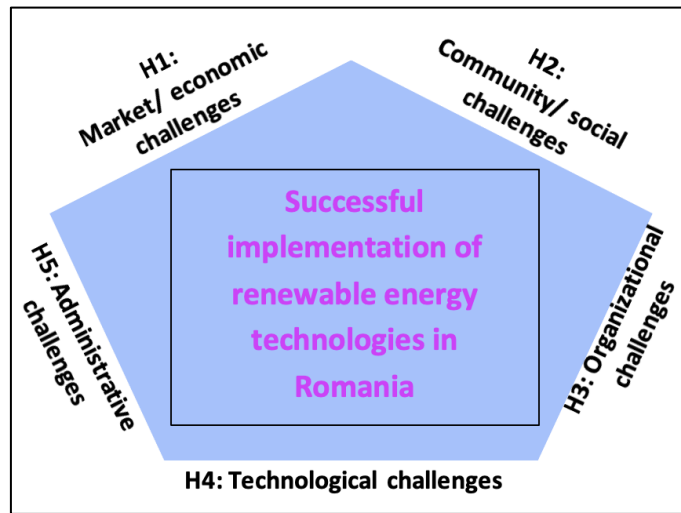 H1:
Market/ economic
challenges
H2:
Community/ social
challenges
Successful
implementation of
renewable energy
technologies in
Romania
H5: Administrative
challenges
H3: Organizational
challenges
H4: Technological challenges